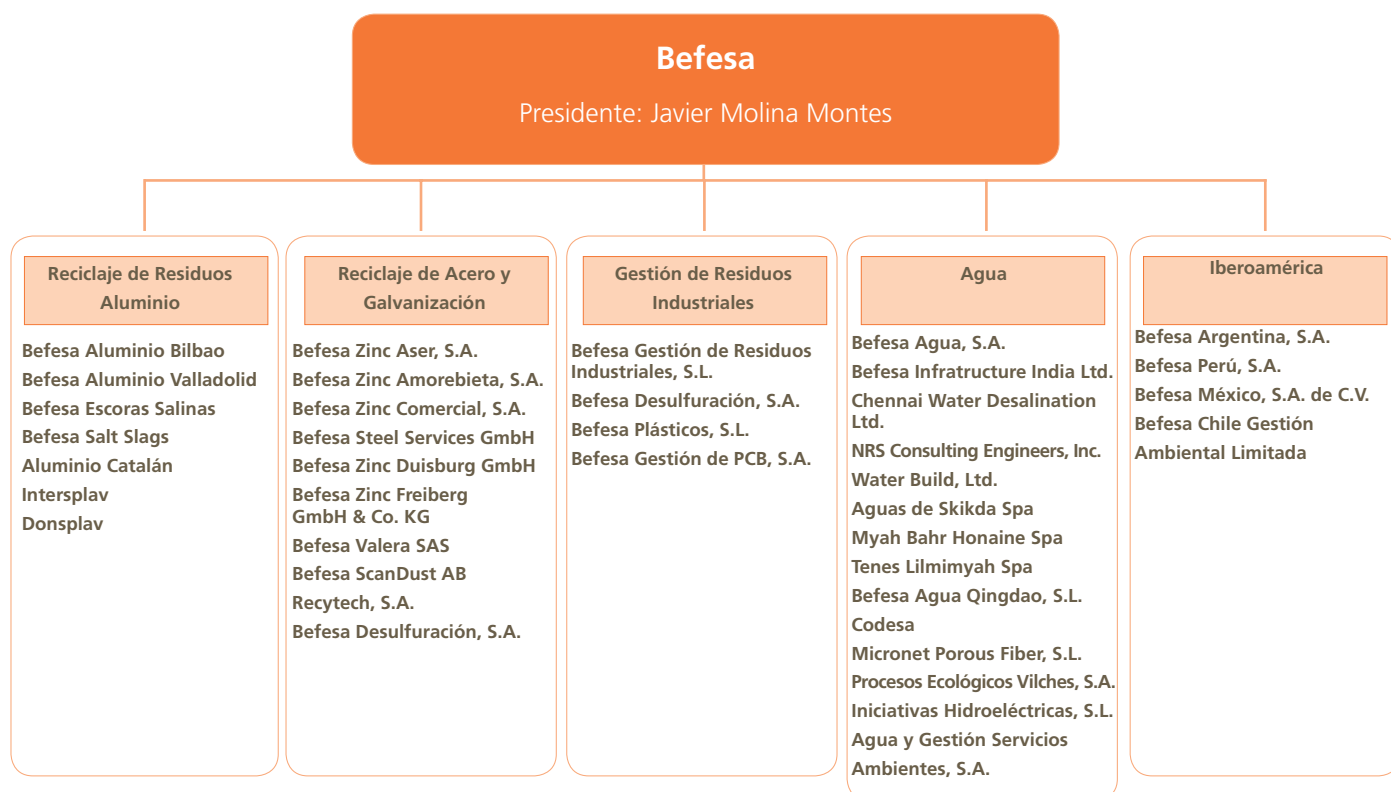 Befesa
Presidente: Javier Molina Montes
Reciclaje de Residuos
Aluminio
Befesa Aluminio Bilbao
Befesa Aluminio Valladolid
Befesa Escoras Salinas
Befesa Salt Slags
Aluminio Catalán
Intersplav
Donsplav
Reciclaje de Acero y
Galvanización
Befesa Zinc Aser, S.A.
Befesa Zinc Amorebieta, S.A.
Befesa Zinc Comercial, S.A.
Befesa Steel Services GmbH
Befesa Zinc Duisburg GmbH
Befesa Zinc Freiberg
GmbH & Co. KG
Befesa Valera SAS
Befesa ScanDust AB
Recytech, S.A.
Befesa Desulfuración, S.A.
Gestión de Residuos
Industriales
Befesa Gestión de Residuos
Industriales, S.L.
Befesa Desulfuración, S.A.
Befesa Plásticos, S.L.
Befesa Gestión de PCB, S.A.
Agua
Befesa Agua, S.A.
Befesa Infratructure India Ltd.
Chennai Water Desalination
Ltd.
NRS Consulting Engineers, Inc.
Water Build, Ltd.
Aguas de Skikda Spa
Myah Bahr Honaine Spa
Tenes Lilmimyah Spa
Befesa Agua Qingdao, S.L.
Codesa
Micronet Porous Fiber, S.L.
Procesos Ecológicos Vilches, S.A.
Iniciativas Hidroeléctricas, S.L.
Agua y Gestión Servicios
Ambientes, S.A.
Iberoamérica
Befesa Argentina, S.A.
Befesa Perú, S.A.
Befesa México, S.A. de C.V.
Befesa Chile Gestión
Ambiental Limitada